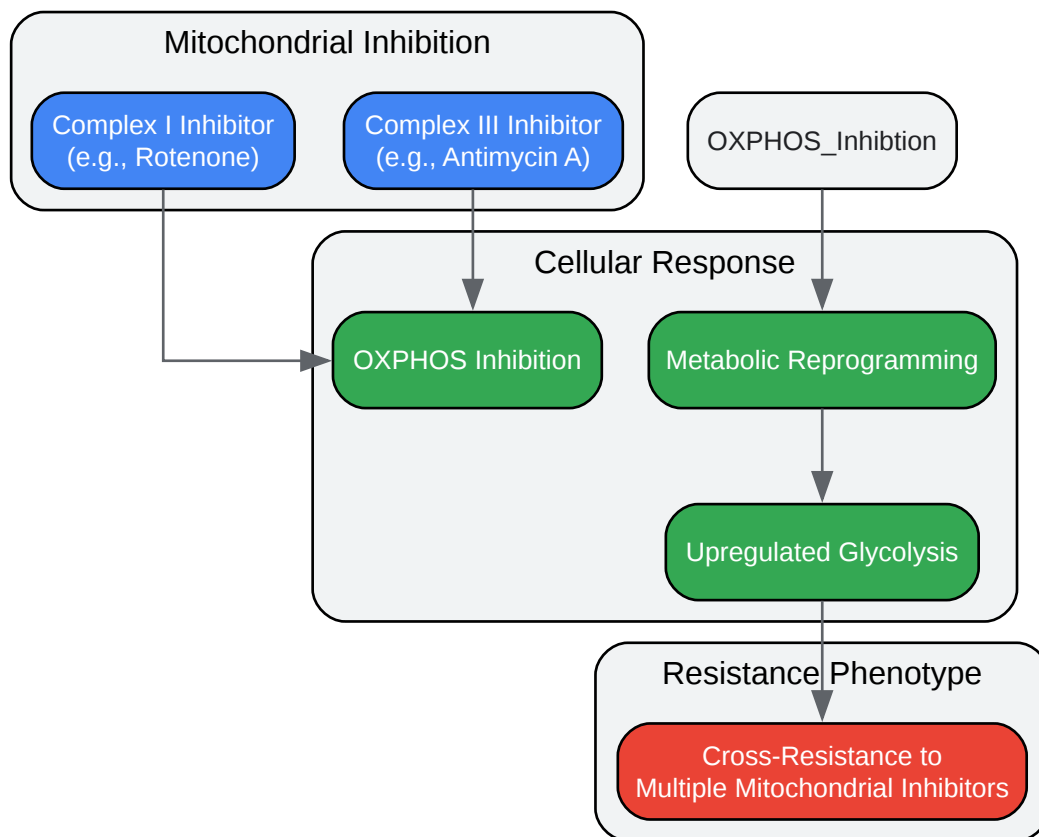 Mitochondrial Inhibition
Complex I Inhibitor
(e.g., Rotenone)
Complex III Inhibitor
(e.g., Antimycin A)
OXPHOS_Inhibtion
Cellular Response
OXPHOS Inhibition
Metabolic Reprogramming
Upregulated Glycolysis
Resistance Phenotype
Cross-Resistance to
Multiple Mitochondrial Inhibitors